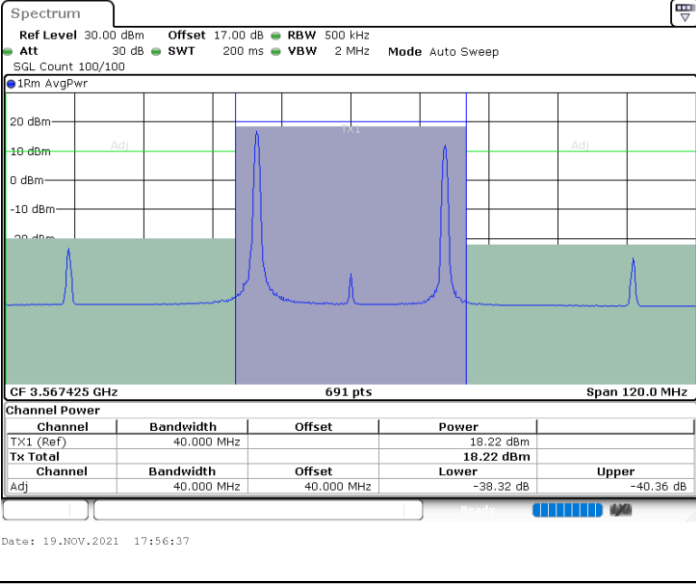 Spectrum
Ref Level 30.00 dBm Offset 17.00 dB RBW 500 kHz
Att 30 dB SWT 200 ms VBW 2 MHz Mode Auto Sweep
SGL Count 100/100
1Rm AvgPwr
20 dBm
TX1
Adj
Adj
10 dBm
0 dBm
-10 dBm
-20 dBm
CF 3.567425 GHz 691 pts Span 120.0 MHz
Channel Power
Channel Bandwidth Offset Power
TX1 (Ref) 40.000 MHz 18.22 dBm
Tx Total 18.22 dBm
Channel Bandwidth Offset Lower Upper
Adj 40.000 MHz 40.000 MHz -38.32 dB -40.36 dB
Ready
Date: 19.NOV.2021 17:56:37